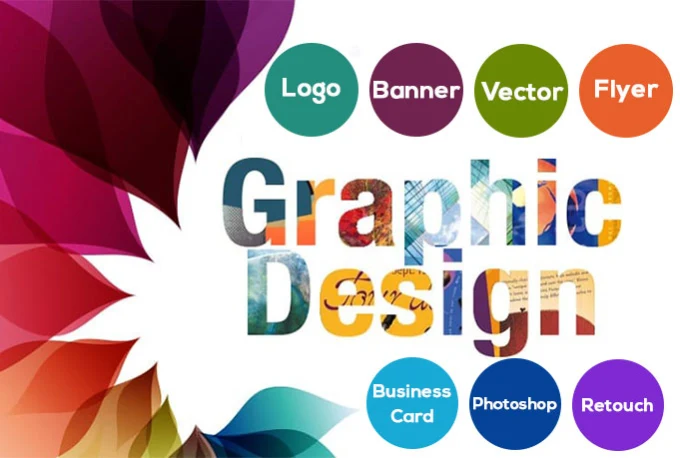 Logo
Banner
Vector
Flyer
Graphic
Design
Business
Card
Photoshop
Retouch